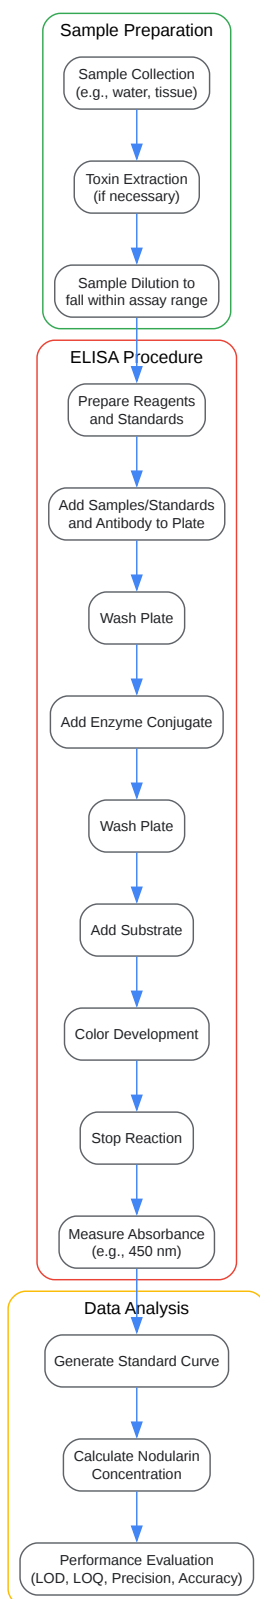 Sample Preparation
Sample Collection
(e.g., water, tissue)
Toxin Extraction
(if necessary)
Sample Dilution to
fall within assay range
ELISA Procedure
Prepare Reagents
and Standards
Add Samples/Standards
and Antibody to Plate
Wash Plate
Add Enzyme Conjugate
Wash Plate
Add Substrate
Color Development
Stop Reaction
Measure Absorbance
(e.g., 450 nm)
Data Analysis
Generate Standard Curve
Calculate Nodularin
Concentration
Performance Evaluation
(LOD, LOQ, Precision, Accuracy)